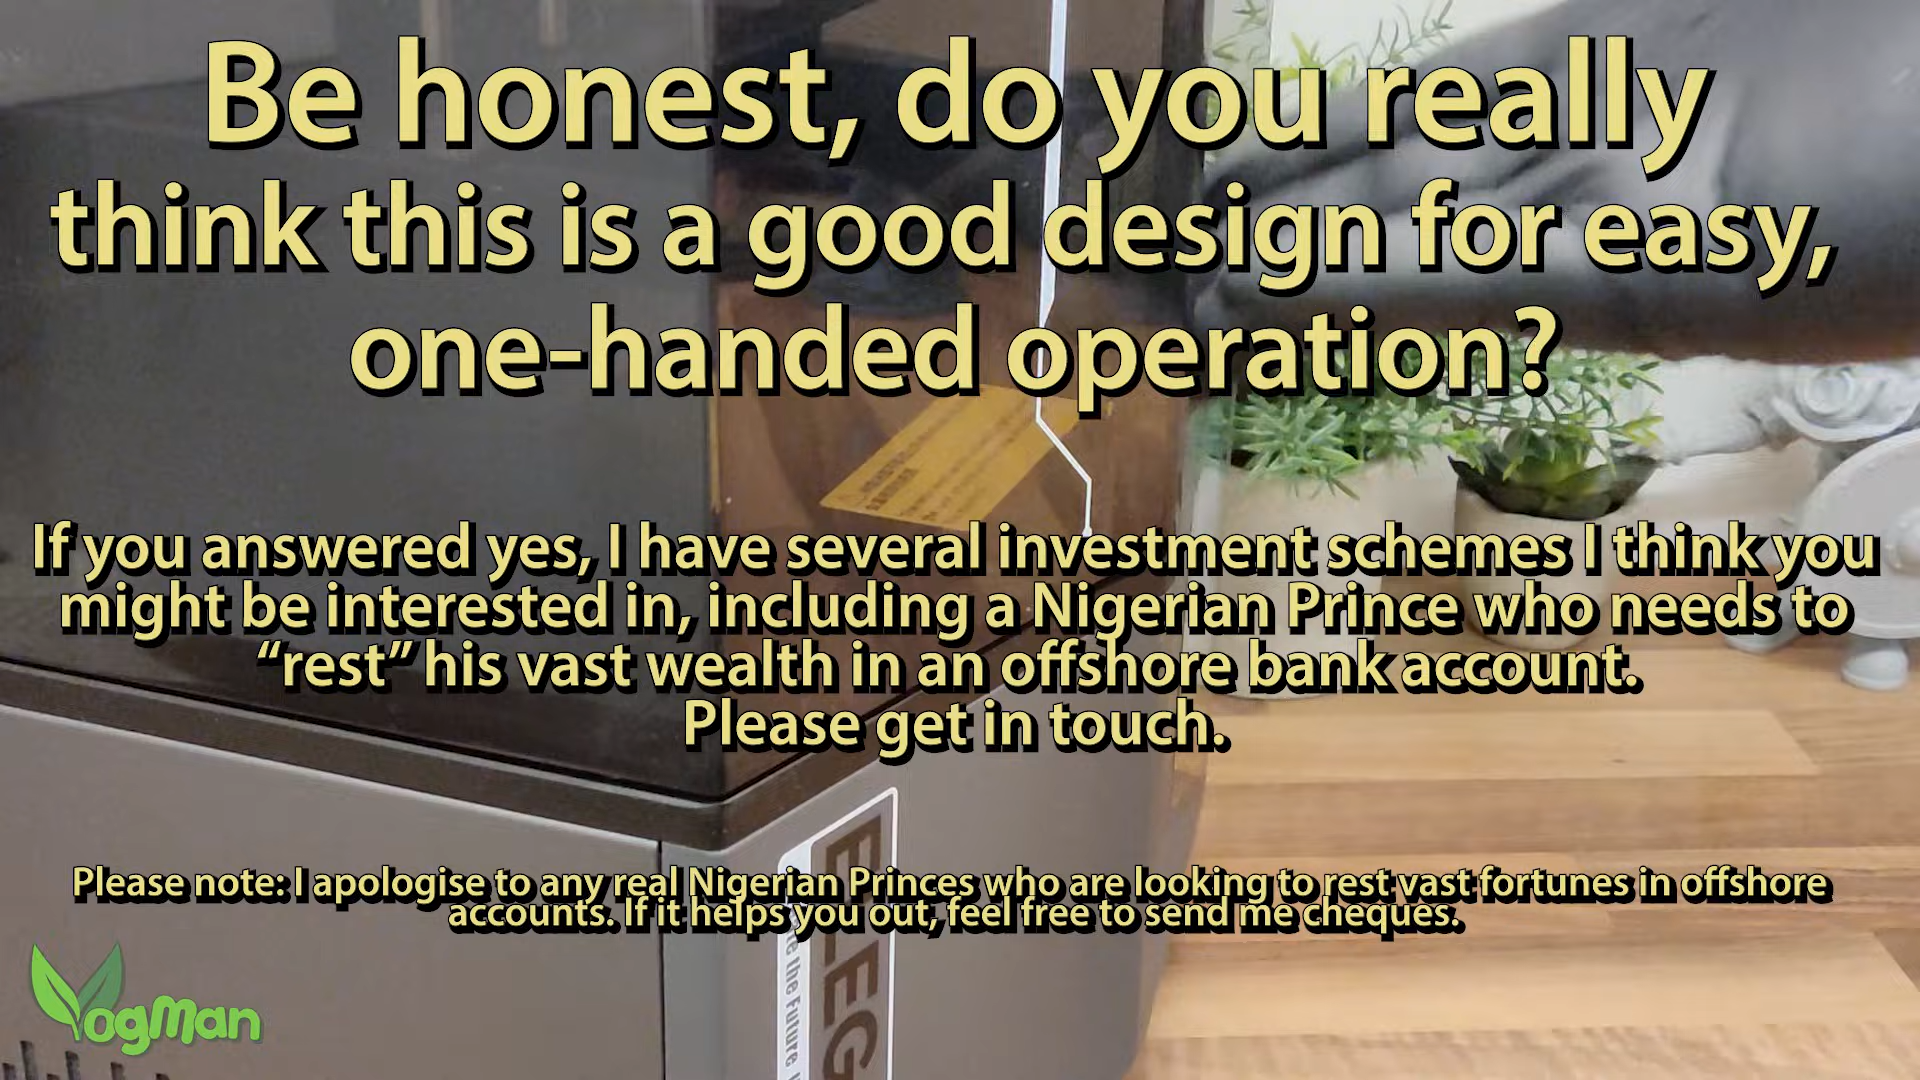 Be honest, do you really
think this is a good design for easy,
one-handed operation?
If you answered yes, I have several investment schemes I think you
might be interested in, including a Nigerian Prince who needs to
“rest” his vast wealth in an offshore bank account.
Please get in touch.
Please note: I apologise to any real Nigerian Princes who are looking to rest vast fortunes in offshore
accounts. If it helps you out, feel free to send me cheques.
YogMan
ELEG
the Future